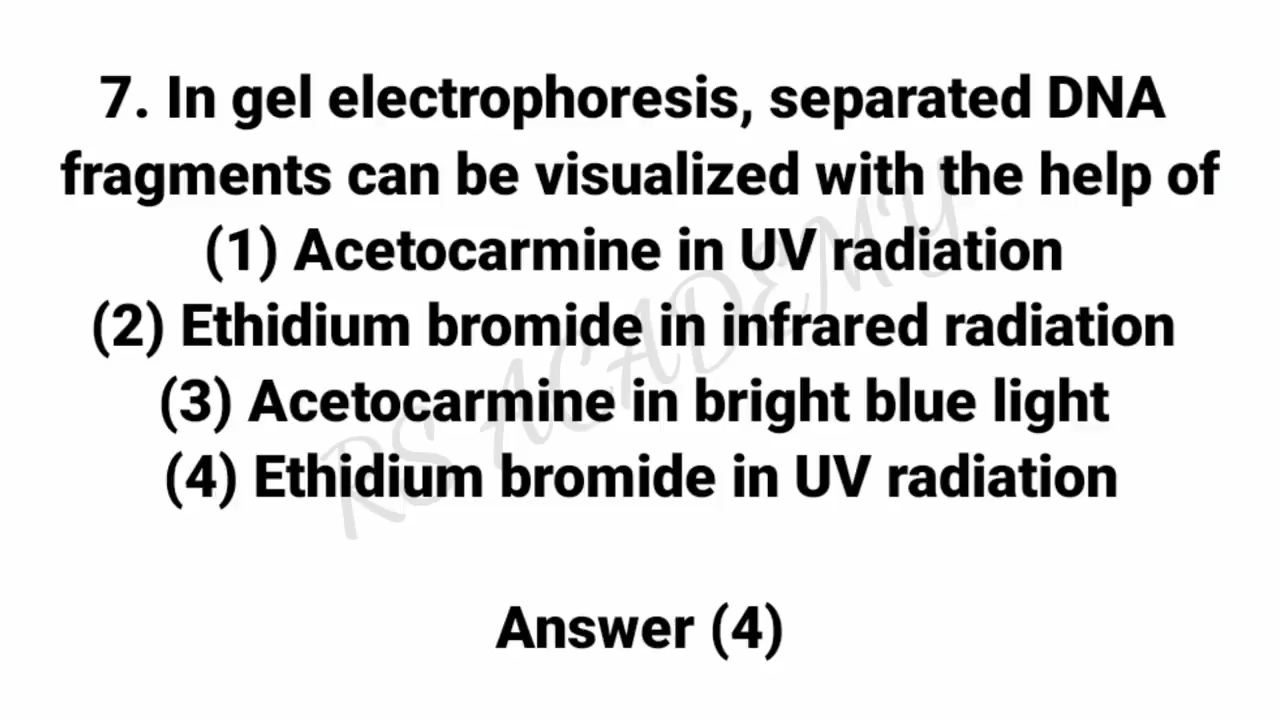 7. In gel electrophoresis, separated DNA
fragments can be visualized with the help of
(1) Acetocarmine in UV radiation
(2) Ethidium bromide in infrared radiation
(3) Acetocarmine in bright blue light
(4) Ethidium bromide in UV radiation
RS ACADEMY
Answer (4)